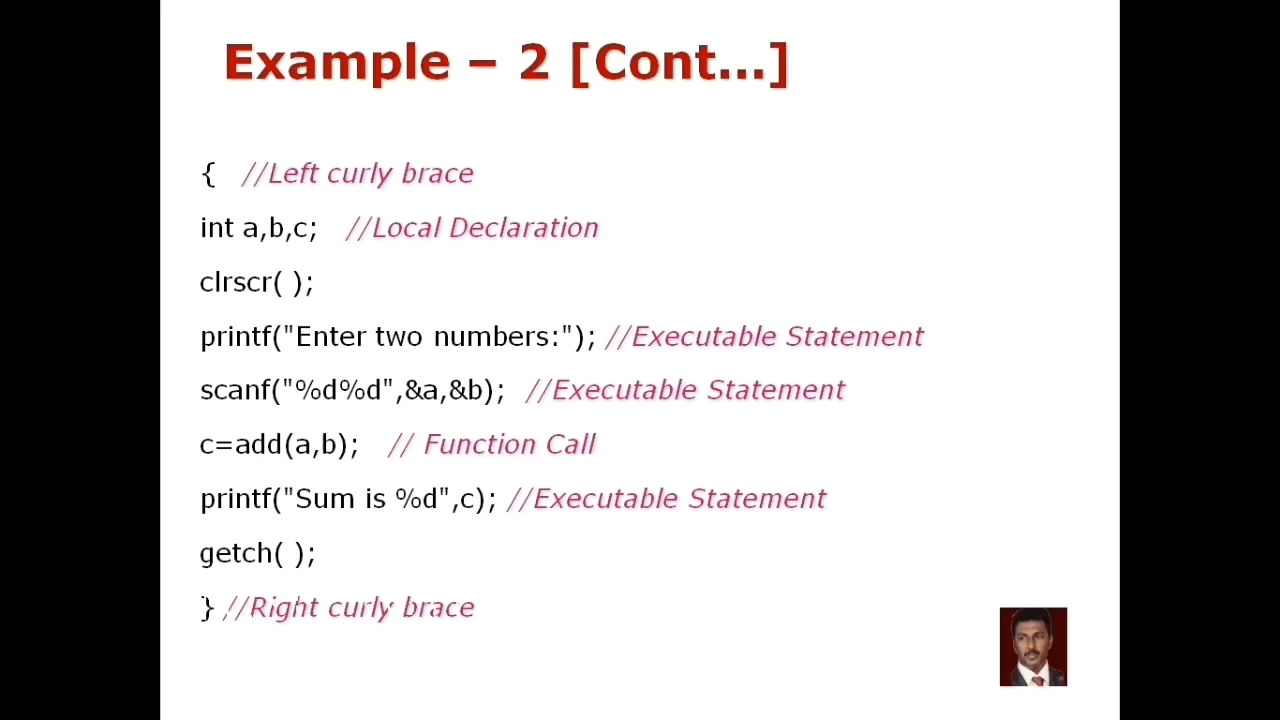 Example – 2 [Cont...]
{ //Left curly brace
int a,b,c; //Local Declaration
clrscr( );
printf("Enter two numbers:"); //Executable Statement
scanf("%d%d",&a,&b); //Executable Statement
c=add(a,b); // Function Call
printf("Sum is %d",c); //Executable Statement
getch( );
} //Right curly brace